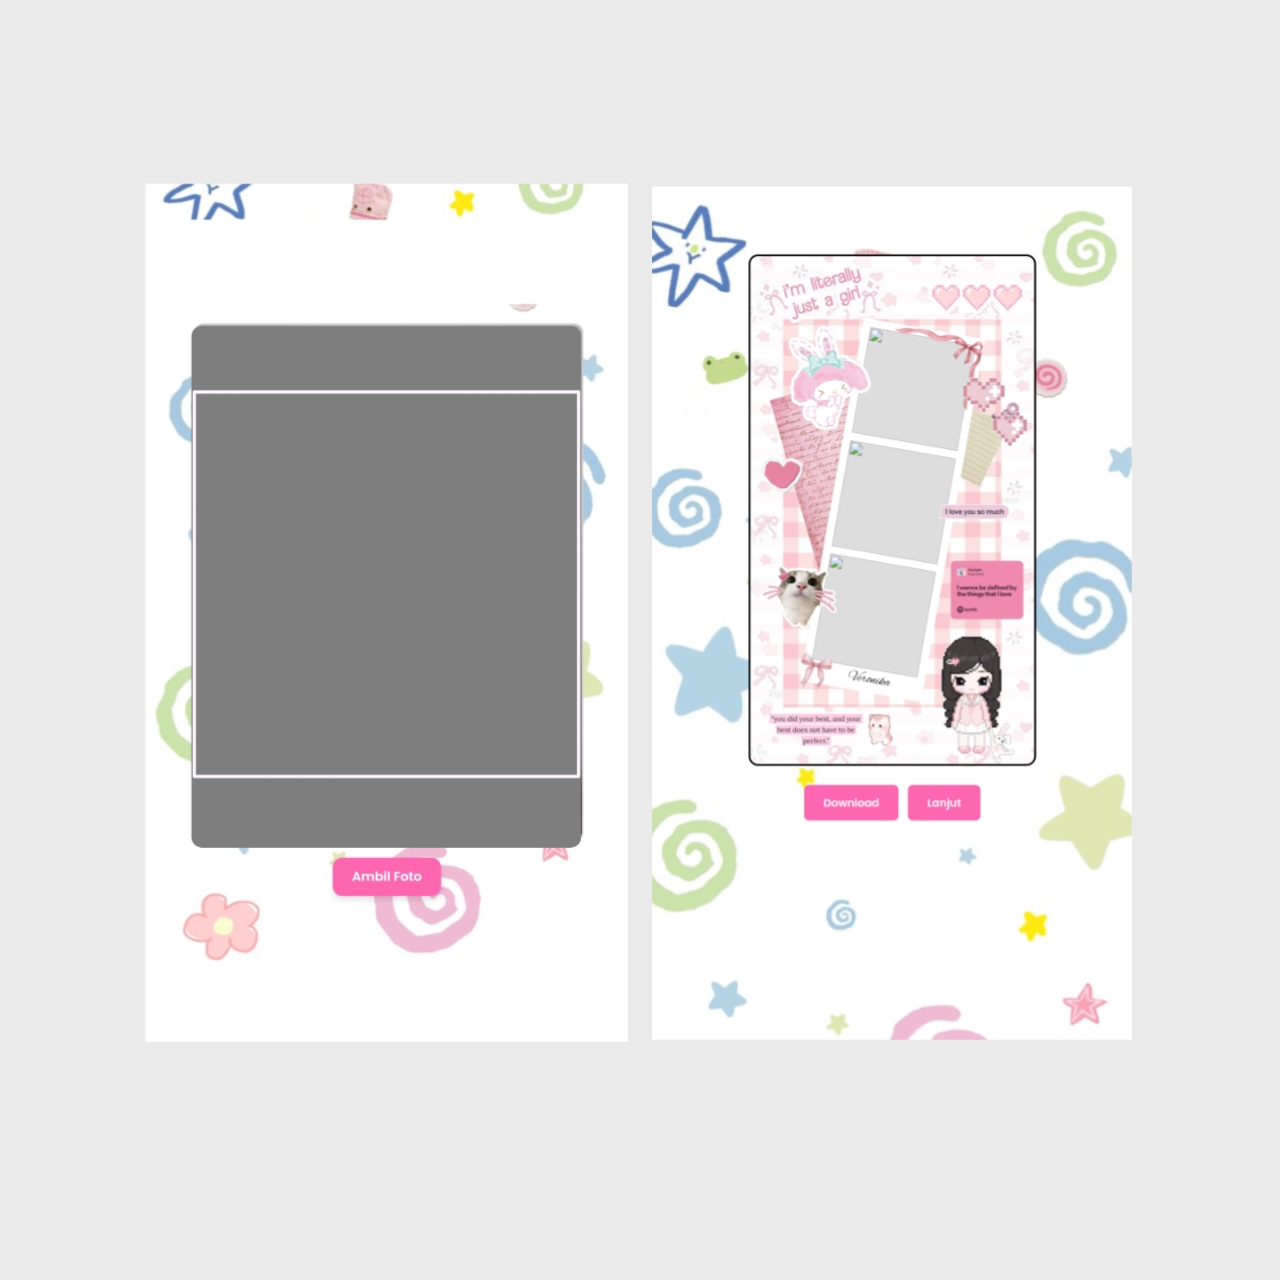 Ambil Foto
I'm literally
just a girl
I love you so much
I wanna be defined by
the things that I love
Spotify
Veronika
"you did your best, and your
best does not have to be
perfect."
Download
Lanjut